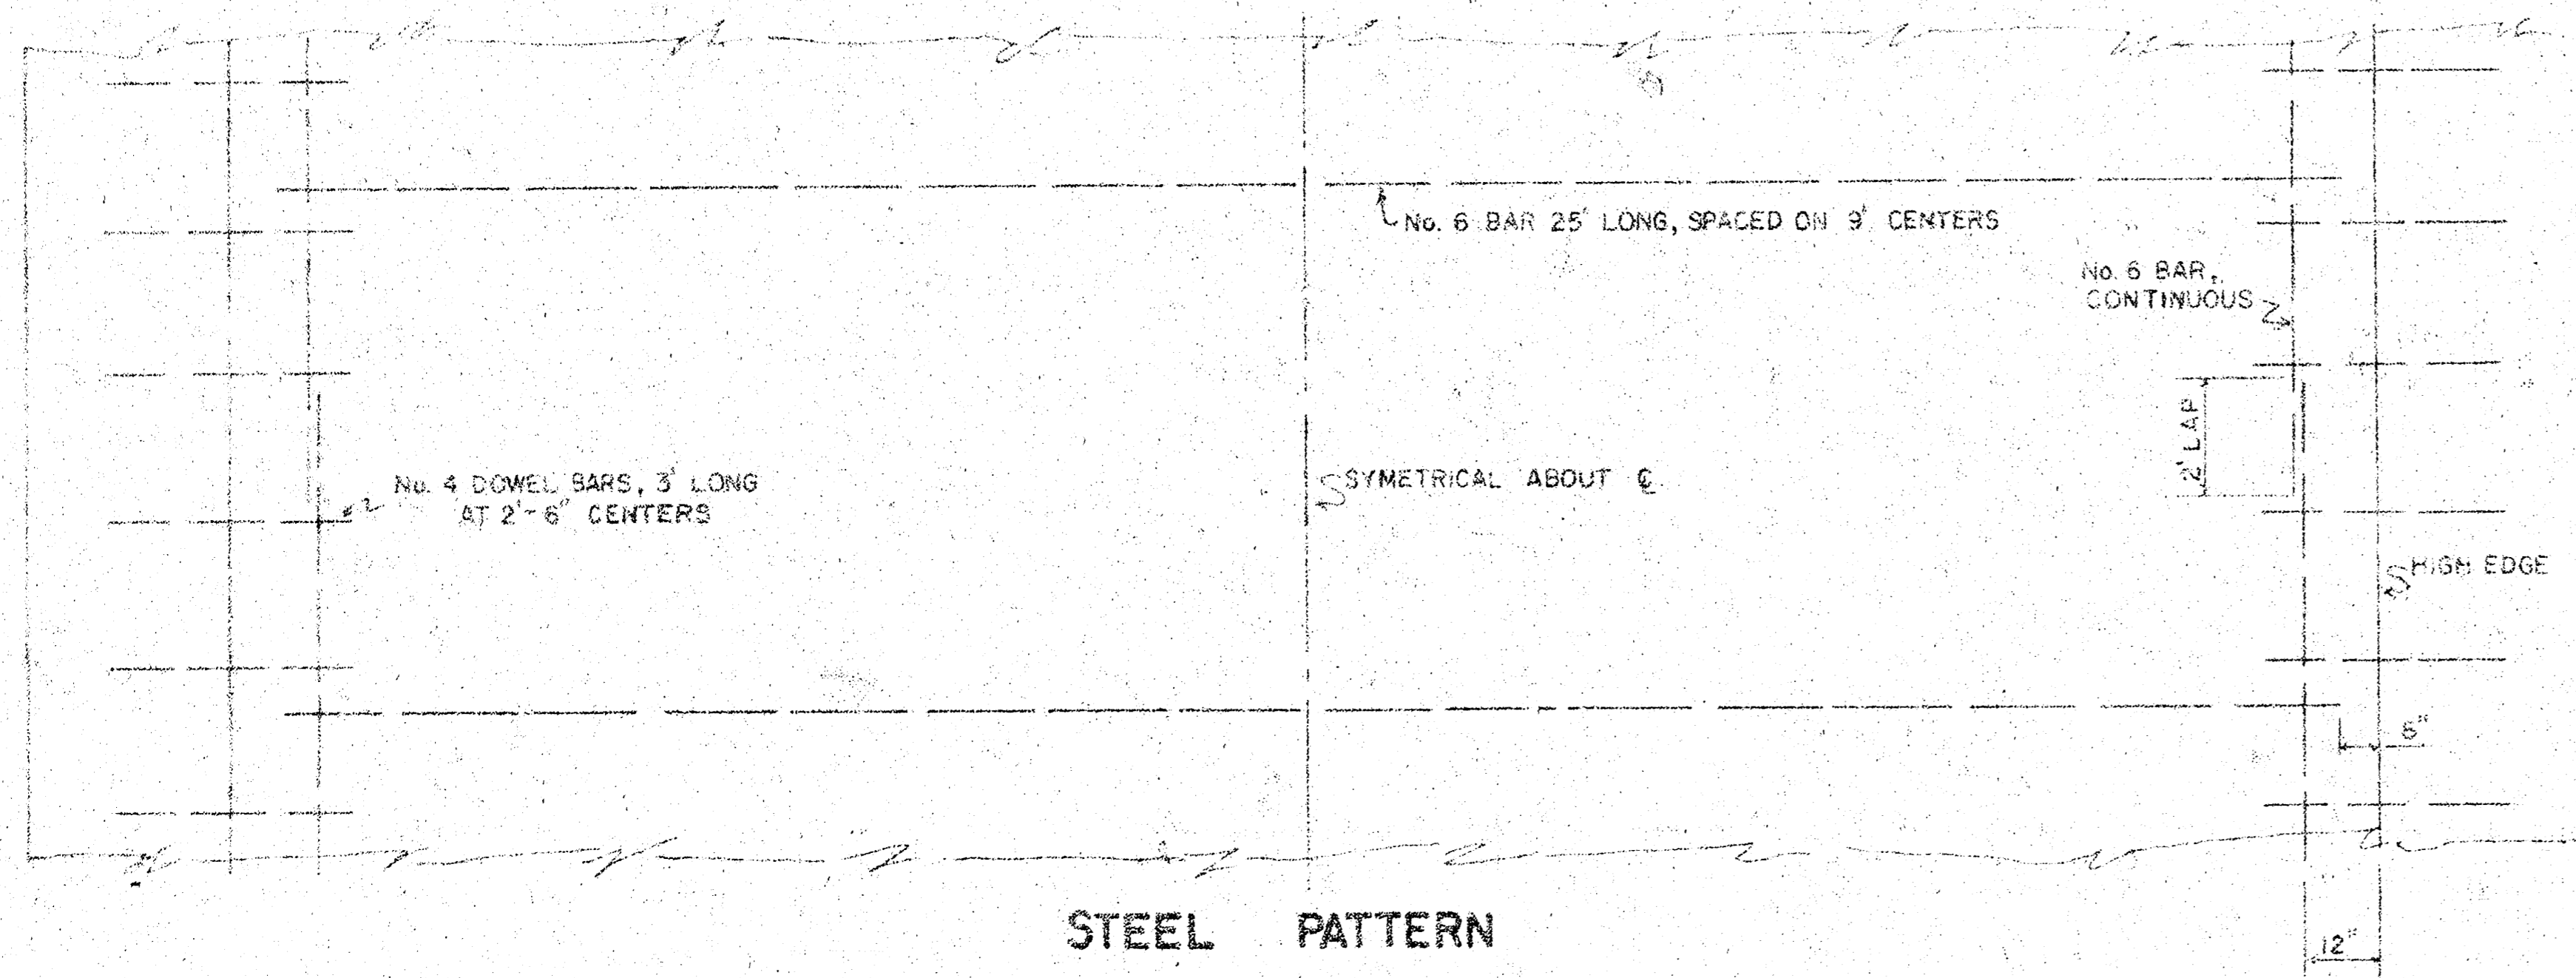 No. 6 BAR 25' LONG, SPACED ON 9' CENTERS
No. 6 BAR,
CONTINUOUS
2' LAP
No. 4 DOWEL BARS, 3' LONG
AT 2'-6" CENTERS
SYMETRICAL ABOUT ℄
HIGH EDGE
6"
STEEL PATTERN
12"